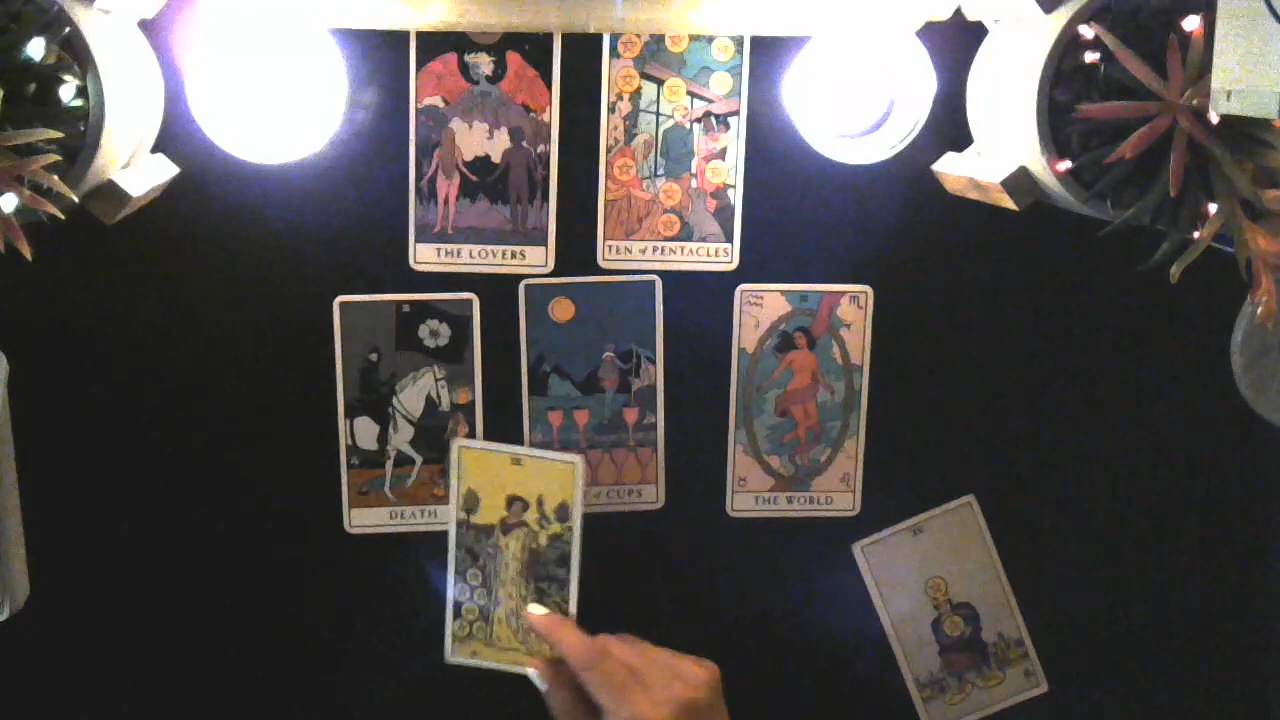 THE LOVERS
TEN of PENTACLES
DEATH
of CUPS
THE WORLD